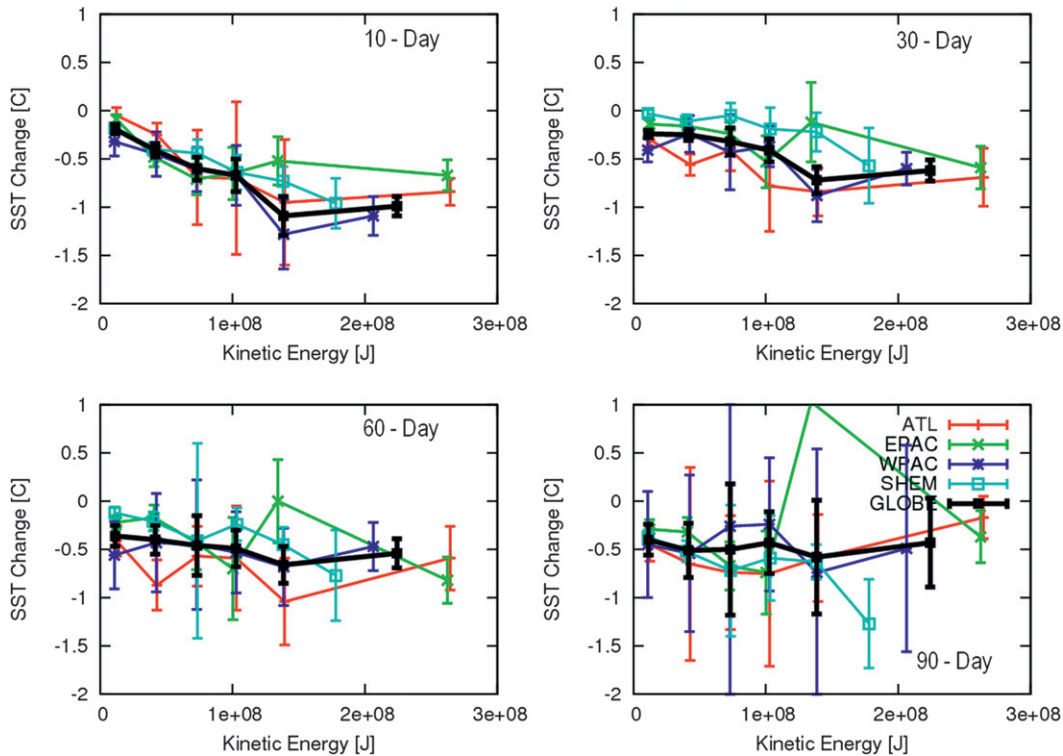 10 - Day
SST Change [C]
1
0.5
0
-0.5
-1
-1.5
-2
0 1e+08 2e+08 3e+08
Kinetic Energy [J]
30 - Day
SST Change [C]
1
0.5
0
-0.5
-1
-1.5
-2
0 1e+08 2e+08 3e+08
Kinetic Energy [J]
60 - Day
SST Change [C]
1
0.5
0
-0.5
-1
-1.5
-2
0 1e+08 2e+08 3e+08
Kinetic Energy [J]
SST Change [C]
1
0.5
0
-0.5
-1
-1.5
-2
ATL
EPAC
WPAC
SHEM
GLOBE
90 - Day
0 1e+08 2e+08 3e+08
Kinetic Energy [J]